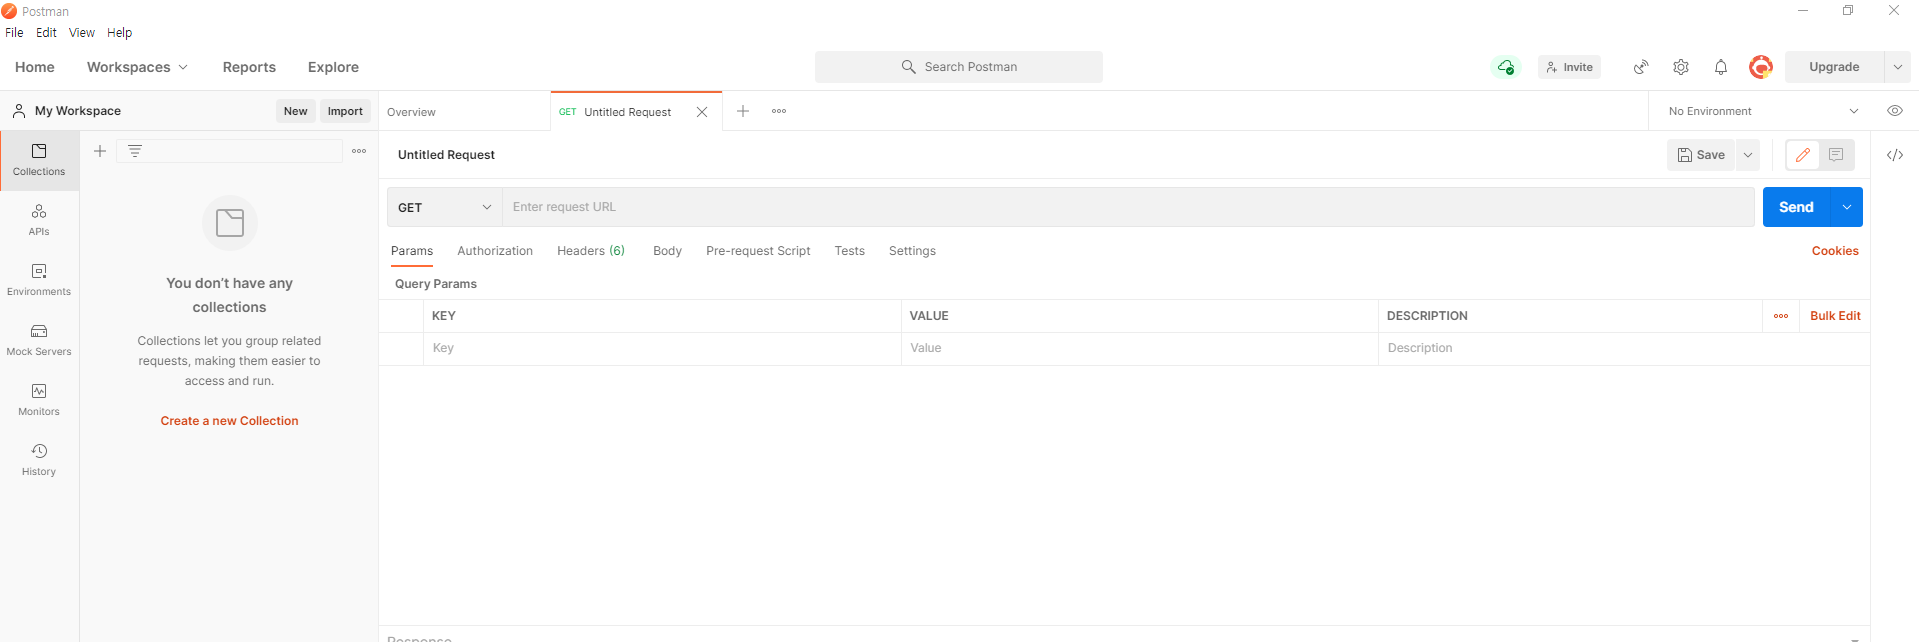 Postman
File Edit View Help
Home Workspaces Reports Explore
Search Postman
Invite
Upgrade
My Workspace
New Import
Overview
GET Untitled Request
No Environment
Collections
APIs
Environments
Mock Servers
Monitors
History
You don’t have any
collections
Collections let you group related
requests, making them easier to
access and run.
Create a new Collection
Untitled Request
Save
GET Enter request URL
Send
Params Authorization Headers (6) Body Pre-request Script Tests Settings
Cookies
Query Params
KEY VALUE DESCRIPTION
Bulk Edit
Key Value Description
Response